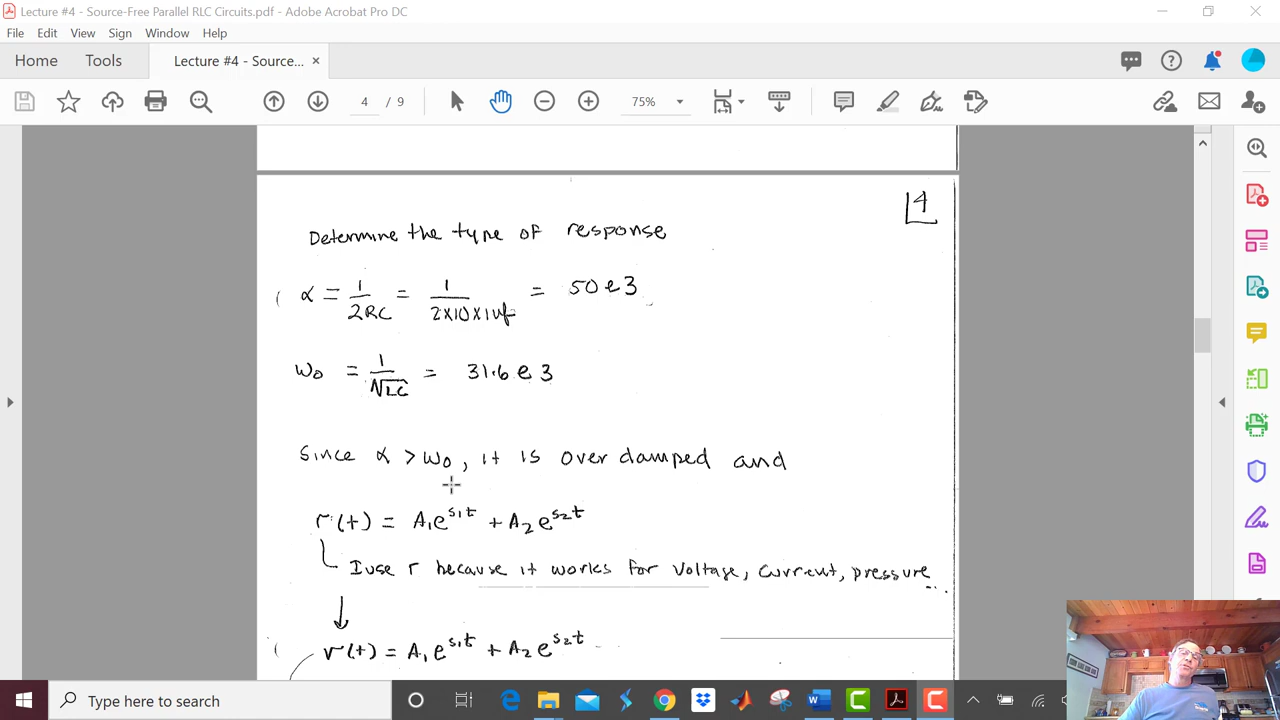 Lecture #4 - Source-Free Parallel RLC Circuits.pdf - Adobe Acrobat Pro DC
File Edit View Sign Window Help
Home Tools Lecture #4 - Source... ×
4 / 9 75%
4
Determine the type of response
α = 1/2RC = 1/2x10x1uf = 50e3
ωo = 1/√LC = 31.6e3
Since α > ωo, it is over damped and
r(t) = A1e^s1t + A2e^s2t
I use r because it works for Voltage, Current, pressure...
r(t) = A1e^s1t + A2e^s2t
Type here to search